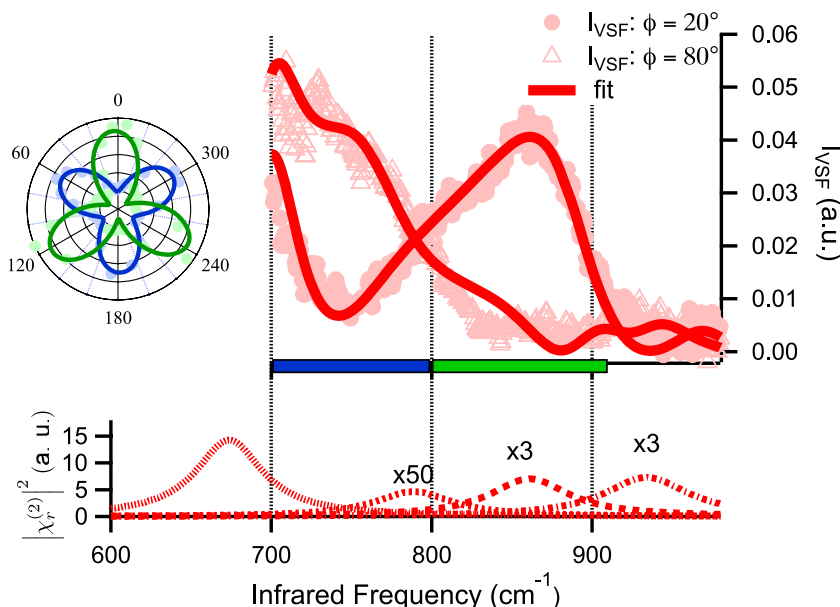 I_VSF: ϕ = 20°
I_VSF: ϕ = 80°
fit
0.06
0.05
0.04
0.03
0.02
0.01
0.00
I_VSF (a.u.)
0
60
300
120
240
180
|χ_r^(2)|^2 (a. u.)
15
10
5
0
x50
x3
x3
600
700
800
900
Infrared Frequency (cm^-1)